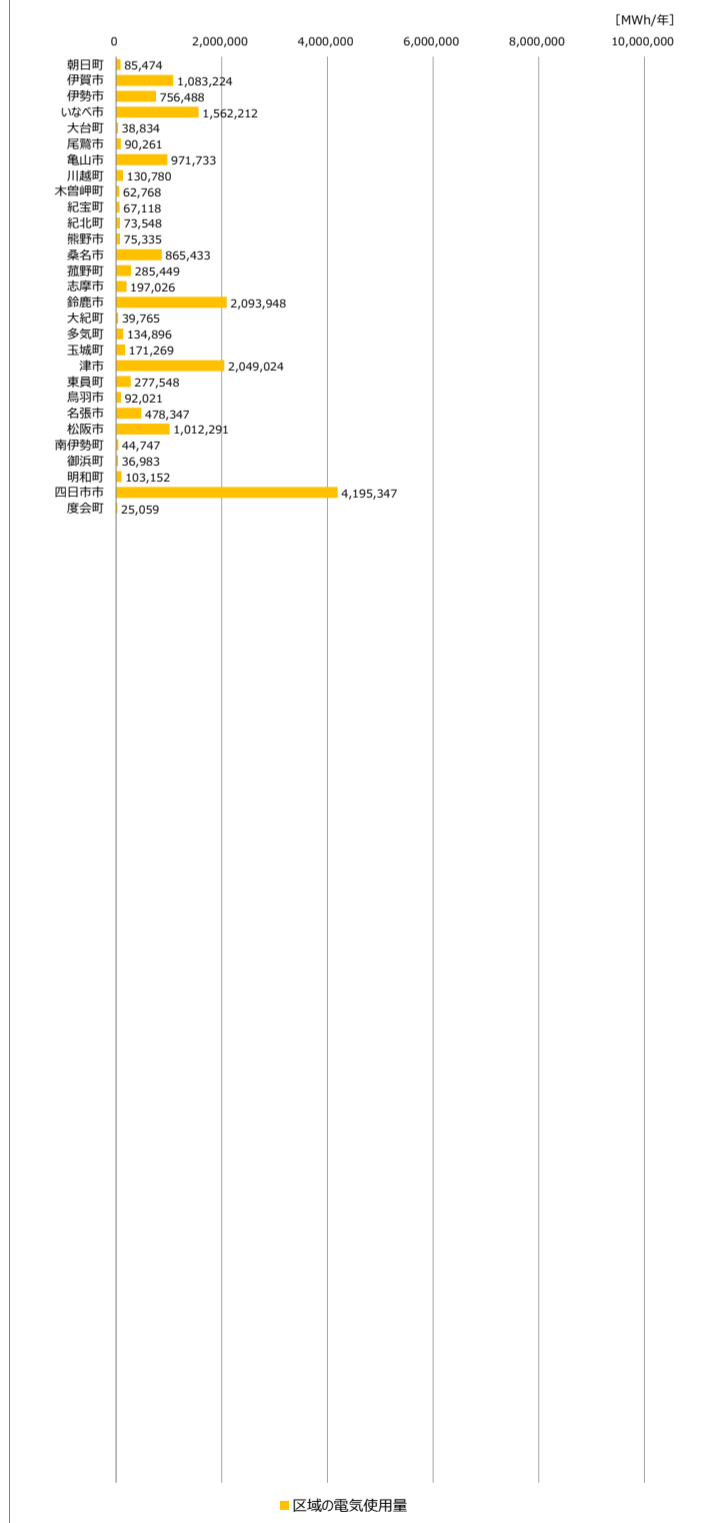 [MWh/年]
0 2,000,000 4,000,000 6,000,000 8,000,000 10,000,000
朝日町 85,474
伊賀市 1,083,224
伊勢市 756,488
いなべ市 1,562,212
大台町 38,834
尾鷲市 90,261
亀山市 971,733
川越町 130,780
木曽岬町 62,768
紀宝町 67,118
紀北町 73,548
熊野市 75,335
桑名市 865,433
菰野町 285,449
志摩市 197,026
鈴鹿市 2,093,948
大紀町 39,765
多気町 134,896
玉城町 171,269
津市 2,049,024
東員町 277,548
鳥羽市 92,021
名張市 478,347
松阪市 1,012,291
南伊勢町 44,747
御浜町 36,983
明和町 103,152
四日市市 4,195,347
度会町 25,059
区域の電気使用量